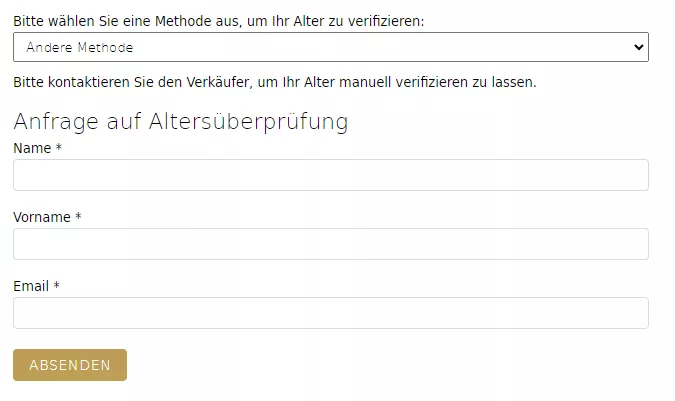 Bitte wählen Sie eine Methode aus, um Ihr Alter zu verifizieren:
Andere Methode
Bitte kontaktieren Sie den Verkäufer, um Ihr Alter manuell verifizieren zu lassen.
Anfrage auf Altersüberprüfung
Name *
Vorname *
Email *
ABSENDEN